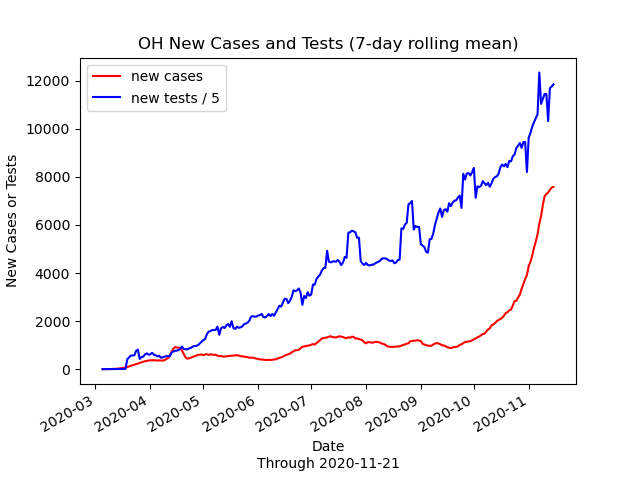 OH New Cases and Tests (7-day rolling mean)
new cases
new tests / 5
New Cases or Tests
12000
10000
8000
6000
4000
2000
0
2020-03
2020-04
2020-05
2020-06
2020-07
2020-08
2020-09
2020-10
2020-11
Date
Through 2020-11-21